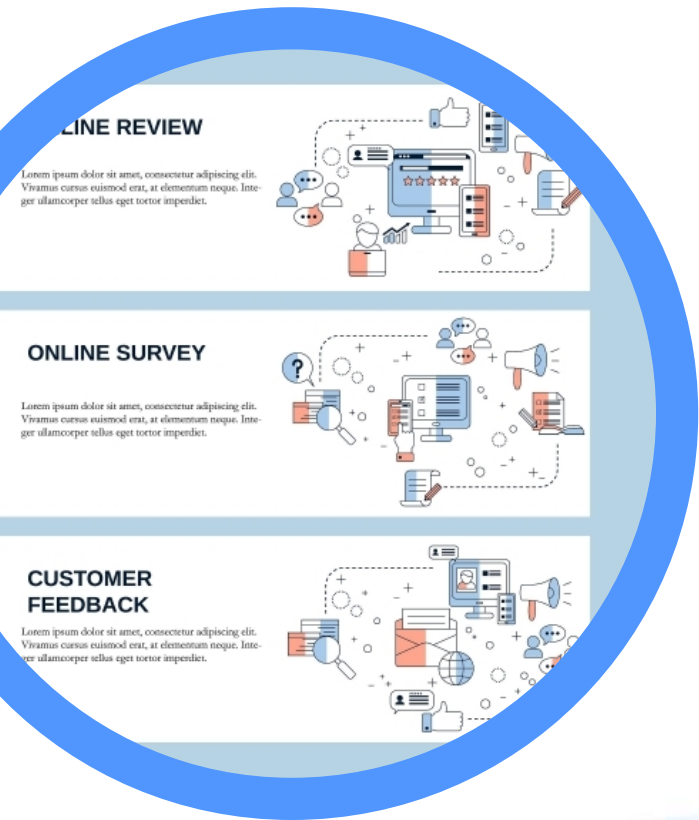 LINE REVIEW
Lorem ipsum dolor sit amet, consectetur adipiscing elit.
Vivamus cursus euismod erat, at elementum neque. Inte-
ger ullamcorper tellus eget tortor imperdiet.
ONLINE SURVEY
?
Lorem ipsum dolor sit amet, consectetur adipiscing elit.
Vivamus cursus euismod erat, at elementum neque. Inte-
ger ullamcorper tellus eget tortor imperdiet.
CUSTOMER
FEEDBACK
Lorem ipsum dolor sit amet, consectetur adipiscing elit.
Vivamus cursus euismod erat, at elementum neque. Inte-
ger ullamcorper tellus eget tortor imperdiet.